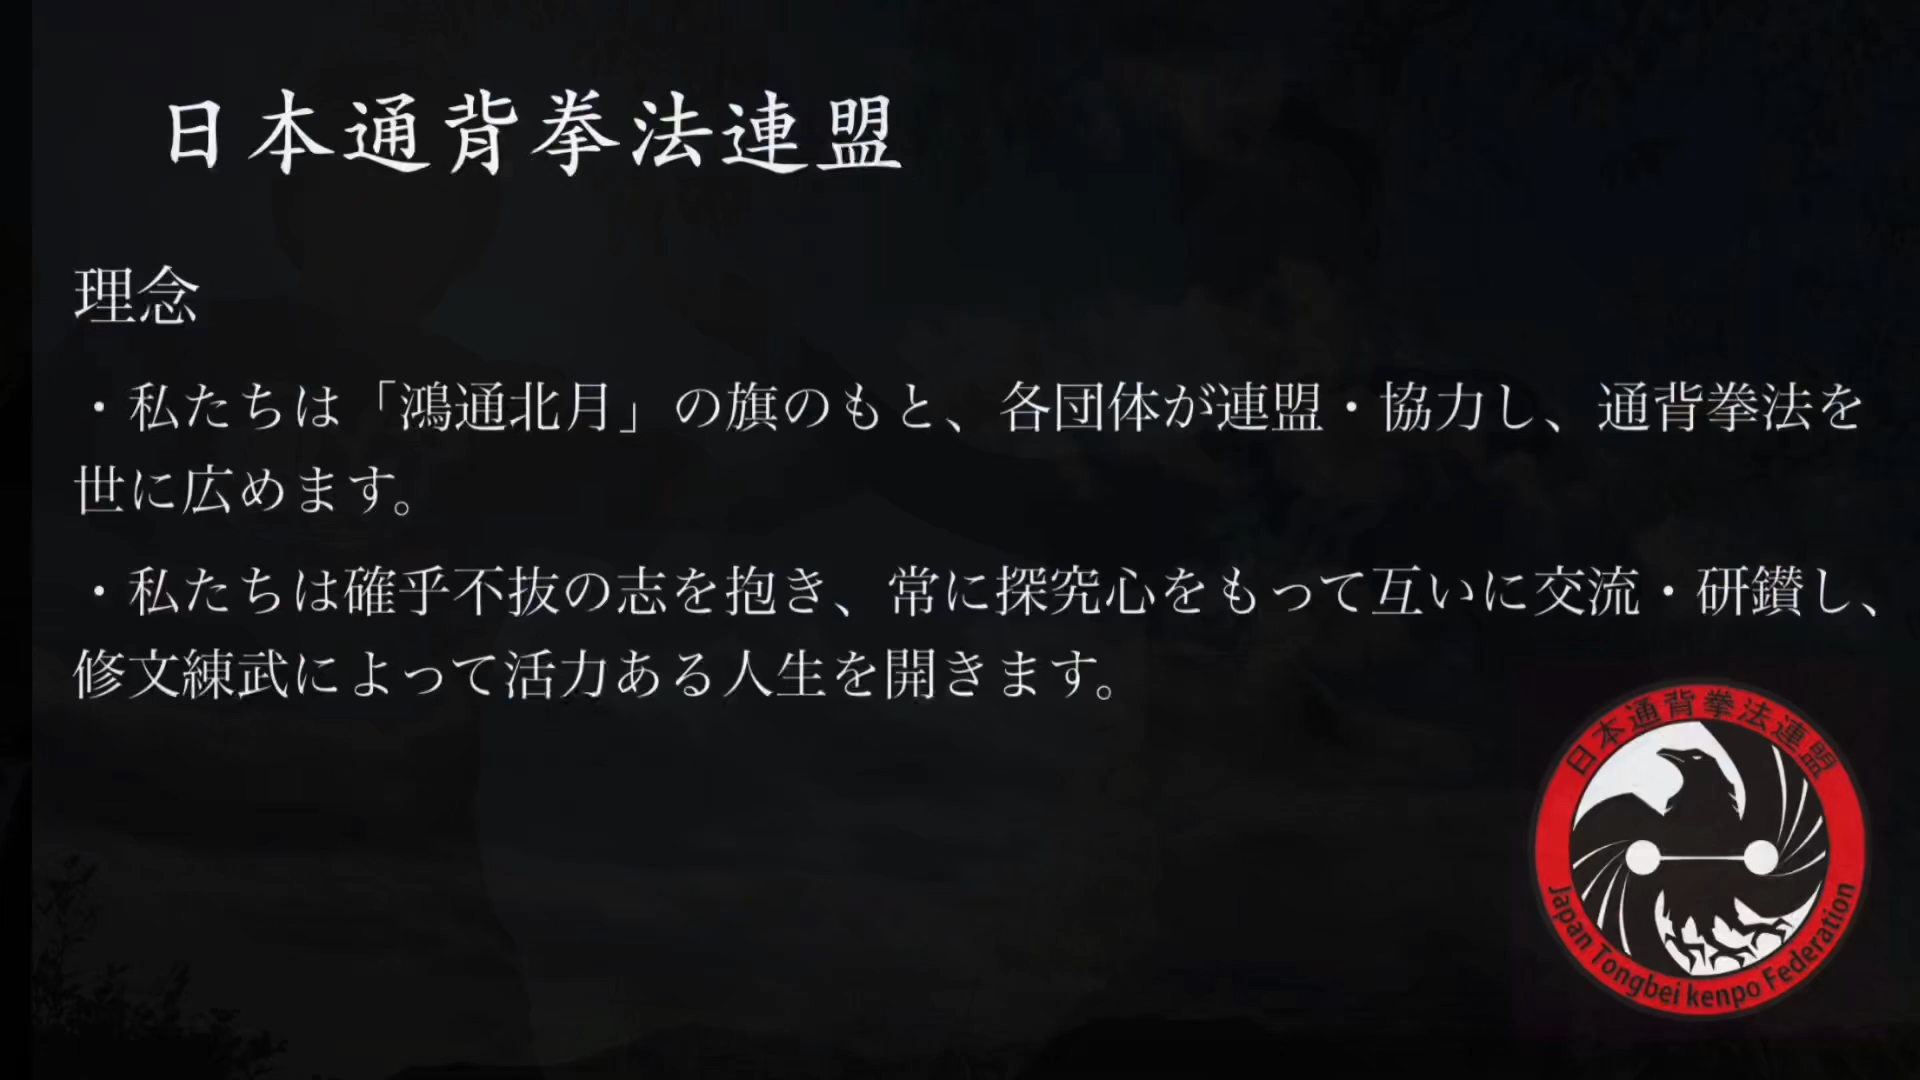 日本通背拳法連盟
理念
・私たちは「鴻通北月」の旗のもと、各団体が連盟・協力し、通背拳法を
世に広めます。
・私たちは確乎不抜の志を抱き、常に探究心をもって互いに交流・研鑚し、
修文練武によって活力ある人生を開きます。
日本通背拳法連盟
Japan Tongbei kenpo Federation